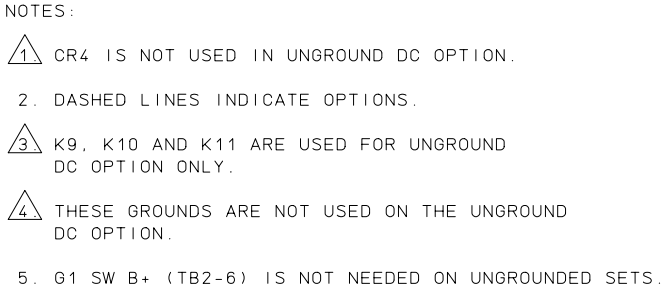 NOTES:
1. CR4 IS NOT USED IN UNGROUND DC OPTION.
2. DASHED LINES INDICATE OPTIONS.
3. K9, K10 AND K11 ARE USED FOR UNGROUND
DC OPTION ONLY.
4. THESE GROUNDS ARE NOT USED ON THE UNGROUND
DC OPTION.
5. G1 SW B+ (TB2-6) IS NOT NEEDED ON UNGROUNDED SETS.